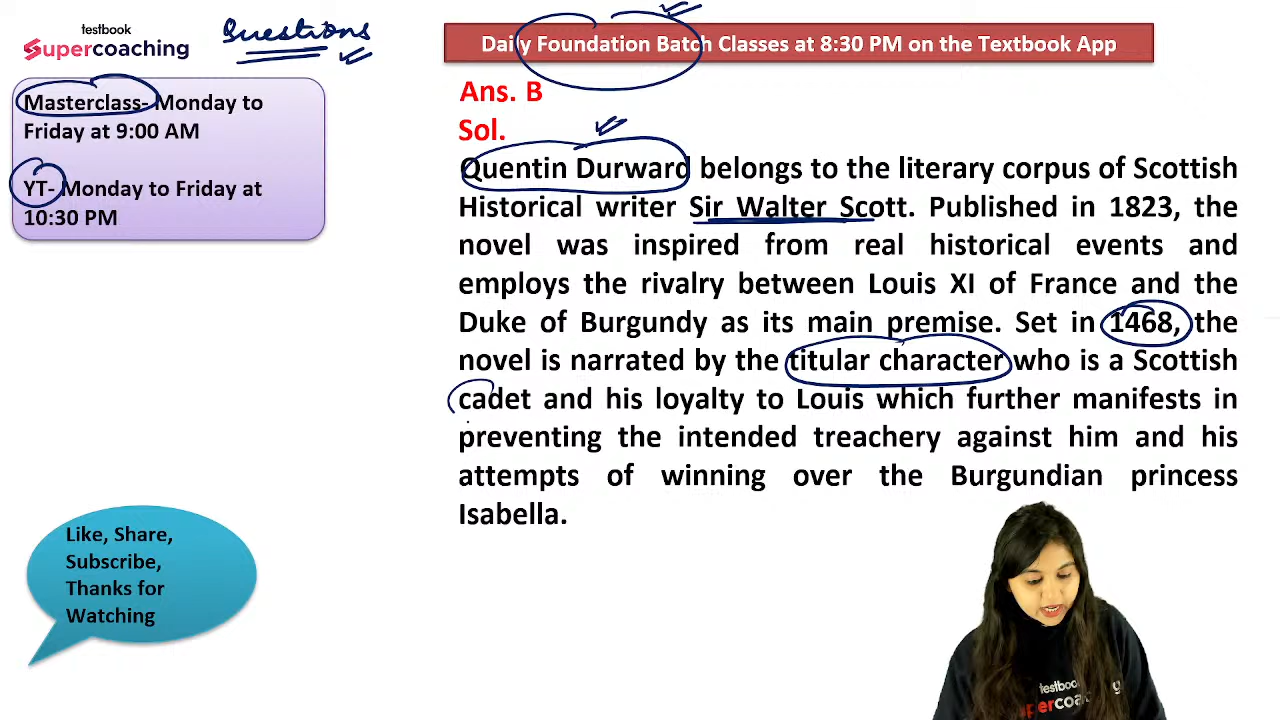 testbook
Supercoaching
Questions
Daily Foundation Batch Classes at 8:30 PM on the Textbook App
Masterclass- Monday to
Friday at 9:00 AM
YT- Monday to Friday at
10:30 PM
Ans. B
Sol.
Quentin Durward belongs to the literary corpus of Scottish
Historical writer Sir Walter Scott. Published in 1823, the
novel was inspired from real historical events and
employs the rivalry between Louis XI of France and the
Duke of Burgundy as its main premise. Set in 1468, the
novel is narrated by the titular character who is a Scottish
cadet and his loyalty to Louis which further manifests in
preventing the intended treachery against him and his
attempts of winning over the Burgundian princess
Isabella.
Like, Share,
Subscribe,
Thanks for
Watching
testbook